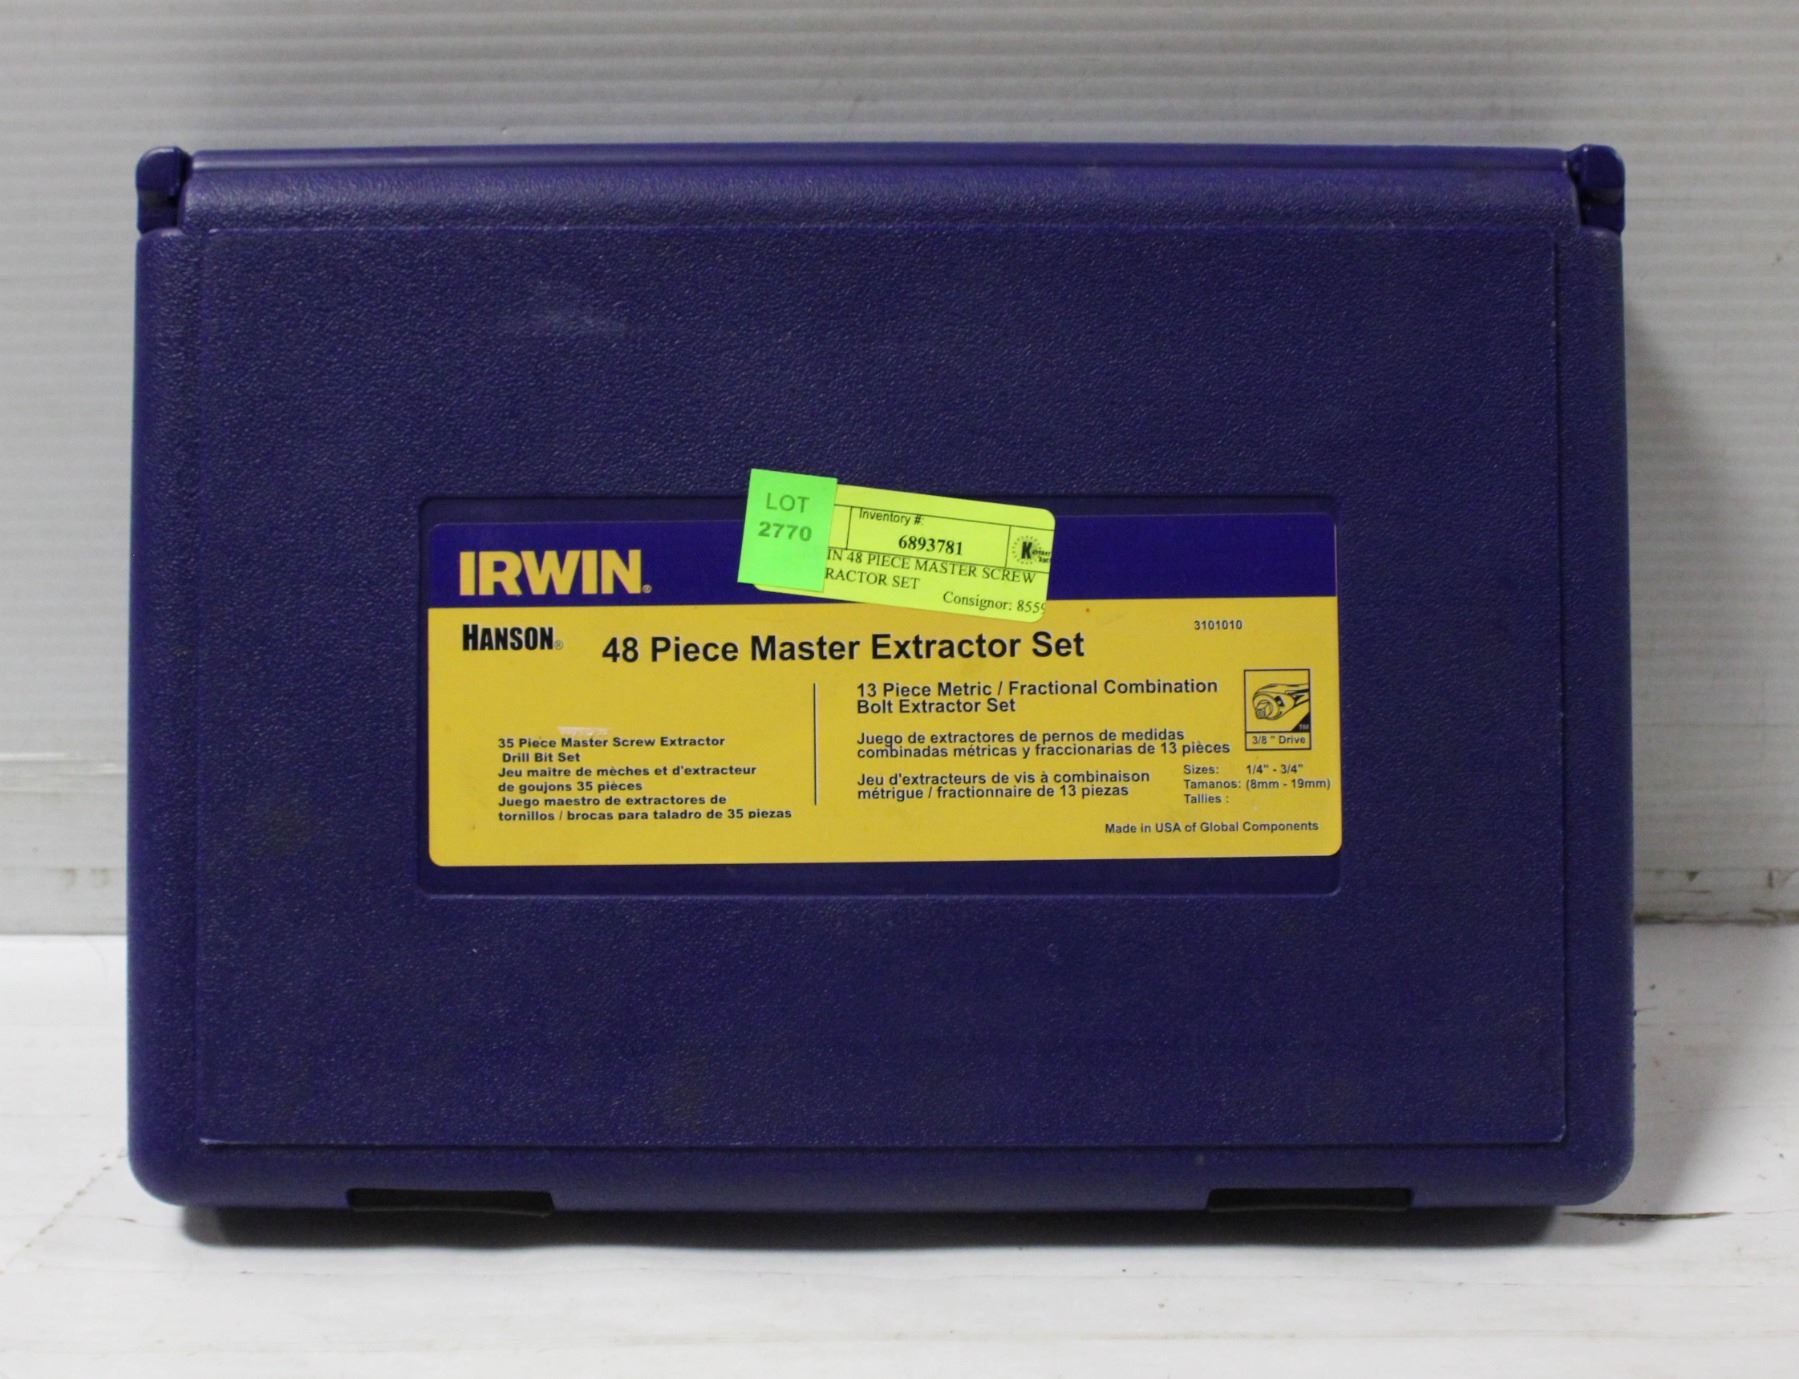 LOT
2770
Inventory #:
6893781
IN 48 PIECE MASTER SCREW
RACTOR SET
Consignor: 8559
IRWIN®
HANSON®
48 Piece Master Extractor Set
3101010
35 Piece Master Screw Extractor
Drill Bit Set
Jeu maitre de mèches et d'extracteur
de goujons 35 pièces
Juego maestro de extractores de
tornillos / brocas para taladro de 35 piezas
13 Piece Metric / Fractional Combination
Bolt Extractor Set
Juego de extractores de pernos de medidas
combinadas métricas y fraccionarias de 13 pièces
Jeu d'extracteurs de vis à combinaison
métrigue / fractionnaire de 13 piezas
3/8 " Drive
Sizes: 1/4" - 3/4"
Tamanos: (8mm - 19mm)
Tallies :
Made in USA of Global Components